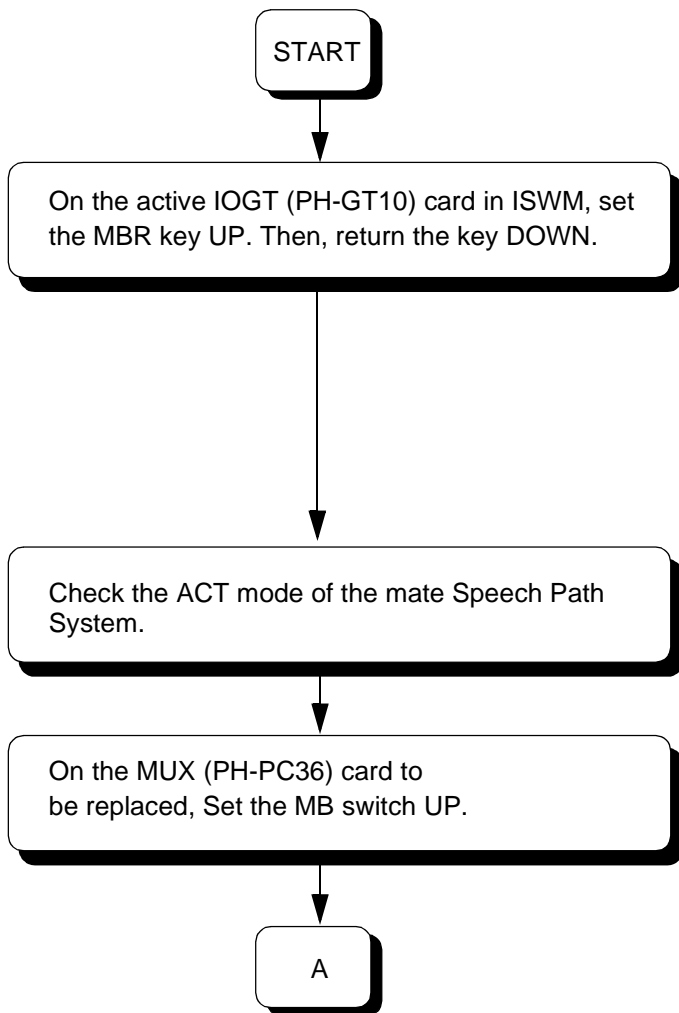 START
On the active IOGT (PH-GT10) card in ISWM, set
the MBR key UP. Then, return the key DOWN.
Check the ACT mode of the mate Speech Path
System.
On the MUX (PH-PC36) card to
be replaced, Set the MB switch UP.
A